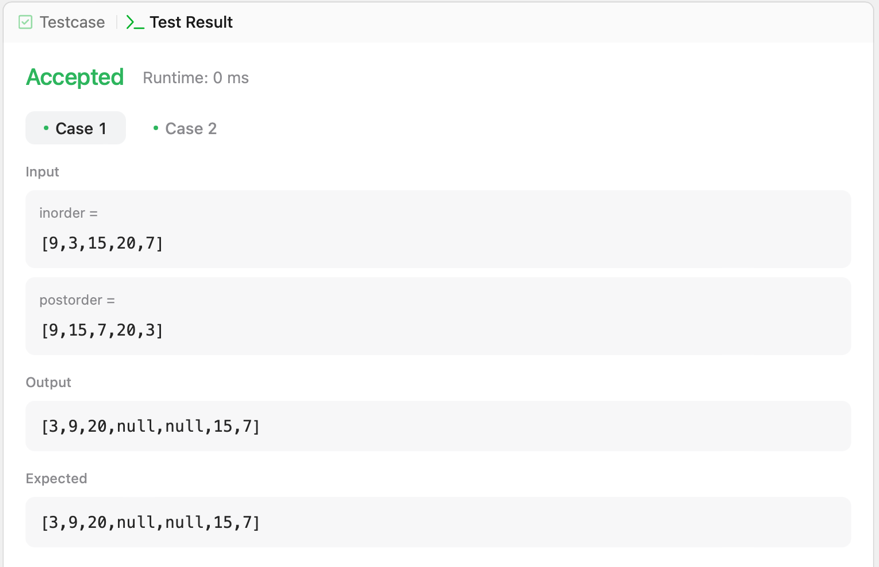 Testcase Test Result
Accepted Runtime: 0 ms
Case 1 Case 2
Input
inorder =
[9,3,15,20,7]
postorder =
[9,15,7,20,3]
Output
[3,9,20,null,null,15,7]
Expected
[3,9,20,null,null,15,7]